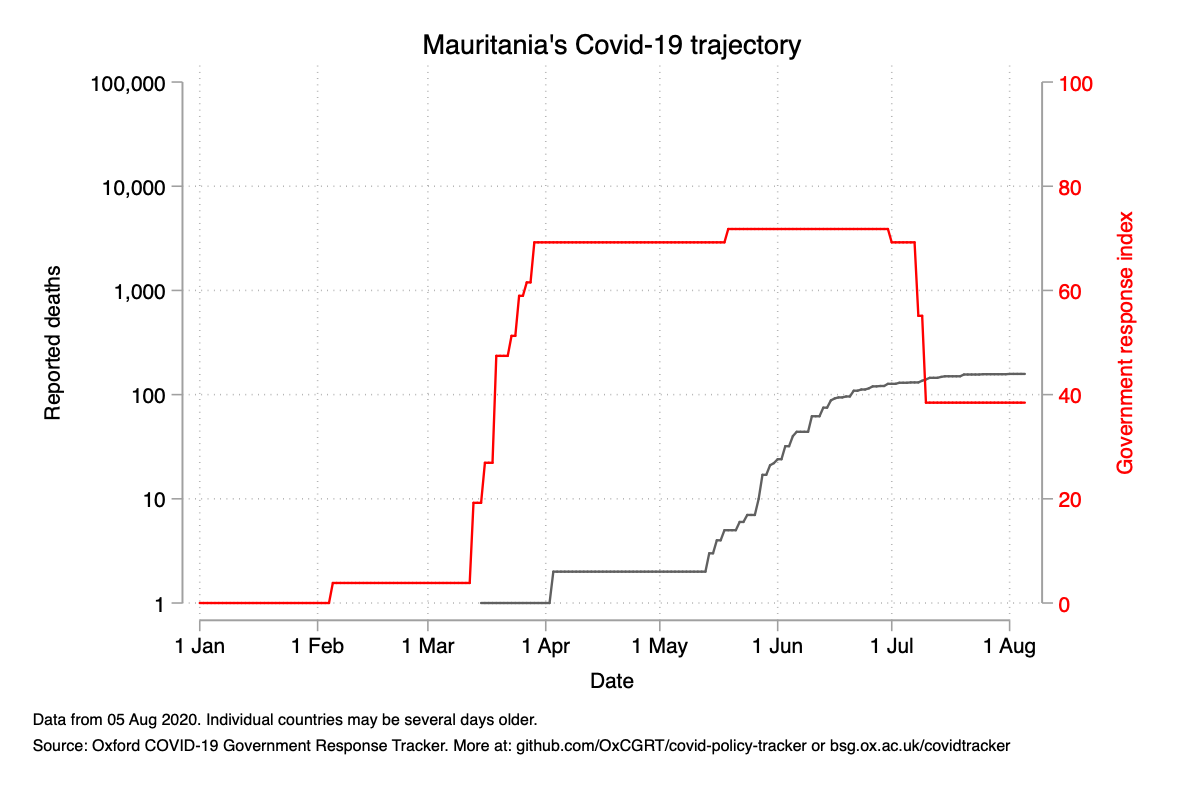 Mauritania's Covid-19 trajectory
100,000
10,000
1,000
100
10
1
Reported deaths
100
80
60
40
20
0
Government response index
1 Jan
1 Feb
1 Mar
1 Apr
1 May
1 Jun
1 Jul
1 Aug
Date
Data from 05 Aug 2020. Individual countries may be several days older.
Source: Oxford COVID-19 Government Response Tracker. More at: github.com/OxCGRT/covid-policy-tracker or bsg.ox.ac.uk/covidtracker